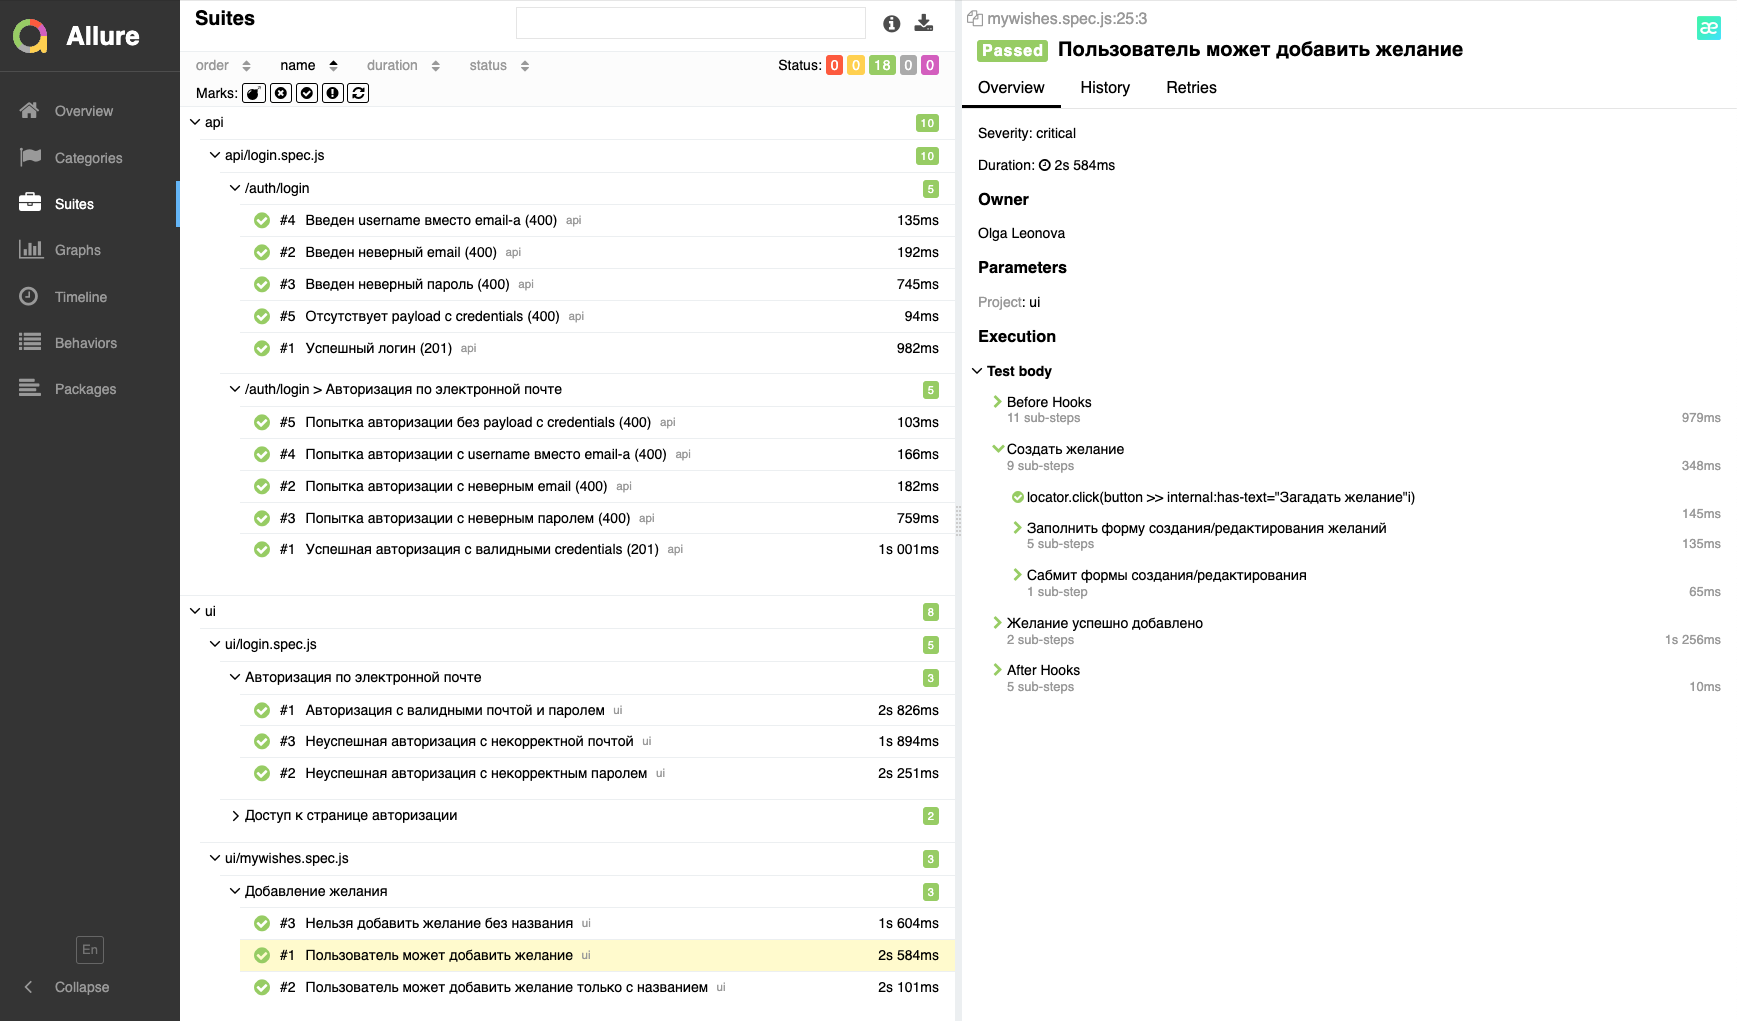 Allure
Overview
Categories
Suites
Graphs
Timeline
Behaviors
Packages
En
Collapse
Suites
order name duration status
Status: 0 0 18 0 0
Marks:
api 10
api/login.spec.js 10
/auth/login 5
#4 Введен username вместо email-а (400) api 135ms
#2 Введен неверный email (400) api 192ms
#3 Введен неверный пароль (400) api 745ms
#5 Отсутствует payload с credentials (400) api 94ms
#1 Успешный логин (201) api 982ms
/auth/login > Авторизация по электронной почте 5
#5 Попытка авторизации без payload с credentials (400) api 103ms
#4 Попытка авторизации с username вместо email-а (400) api 166ms
#2 Попытка авторизации с неверным email (400) api 182ms
#3 Попытка авторизации с неверным паролем (400) api 759ms
#1 Успешная авторизация с валидными credentials (201) api 1s 001ms
ui 8
ui/login.spec.js 5
Авторизация по электронной почте 3
#1 Авторизация с валидными почтой и паролем ui 2s 826ms
#3 Неуспешная авторизация с некорректной почтой ui 1s 894ms
#2 Неуспешная авторизация с некорректным паролем ui 2s 251ms
Доступ к странице авторизации 2
ui/mywishes.spec.js 3
Добавление желания 3
#3 Нельзя добавить желание без названия ui 1s 604ms
#1 Пользователь может добавить желание ui 2s 584ms
#2 Пользователь может добавить желание только с названием ui 2s 101ms
mywishes.spec.js:25:3
æ
Passed Пользователь может добавить желание
Overview History Retries
Severity: critical
Duration: 2s 584ms
Owner
Olga Leonova
Parameters
Project: ui
Execution
Test body
Before Hooks
11 sub-steps 979ms
Создать желание
9 sub-steps 348ms
locator.click(button >> internal:has-text="Загадать желание"i)
145ms
Заполнить форму создания/редактирования желаний
5 sub-steps 135ms
Сабмит формы создания/редактирования
1 sub-step 65ms
Желание успешно добавлено
2 sub-steps 1s 256ms
After Hooks
5 sub-steps 10ms